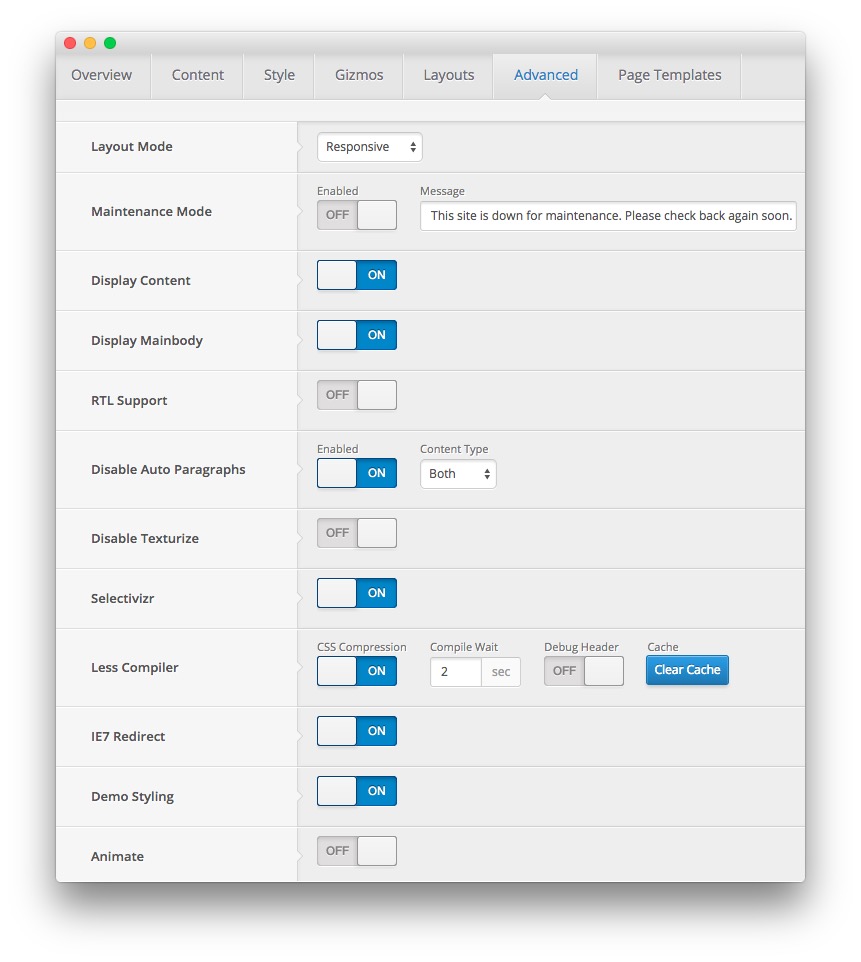 Overview Content Style Gizmos Layouts Advanced Page Templates
Layout Mode Responsive
Enabled Message
Maintenance Mode OFF This site is down for maintenance. Please check back again soon.
Display Content ON
Display Mainbody ON
RTL Support OFF
Enabled Content Type
Disable Auto Paragraphs ON Both
Disable Texturize OFF
Selectivizr ON
CSS Compression Compile Wait Debug Header Cache
Less Compiler ON 2 sec OFF Clear Cache
IE7 Redirect ON
Demo Styling ON
Animate OFF